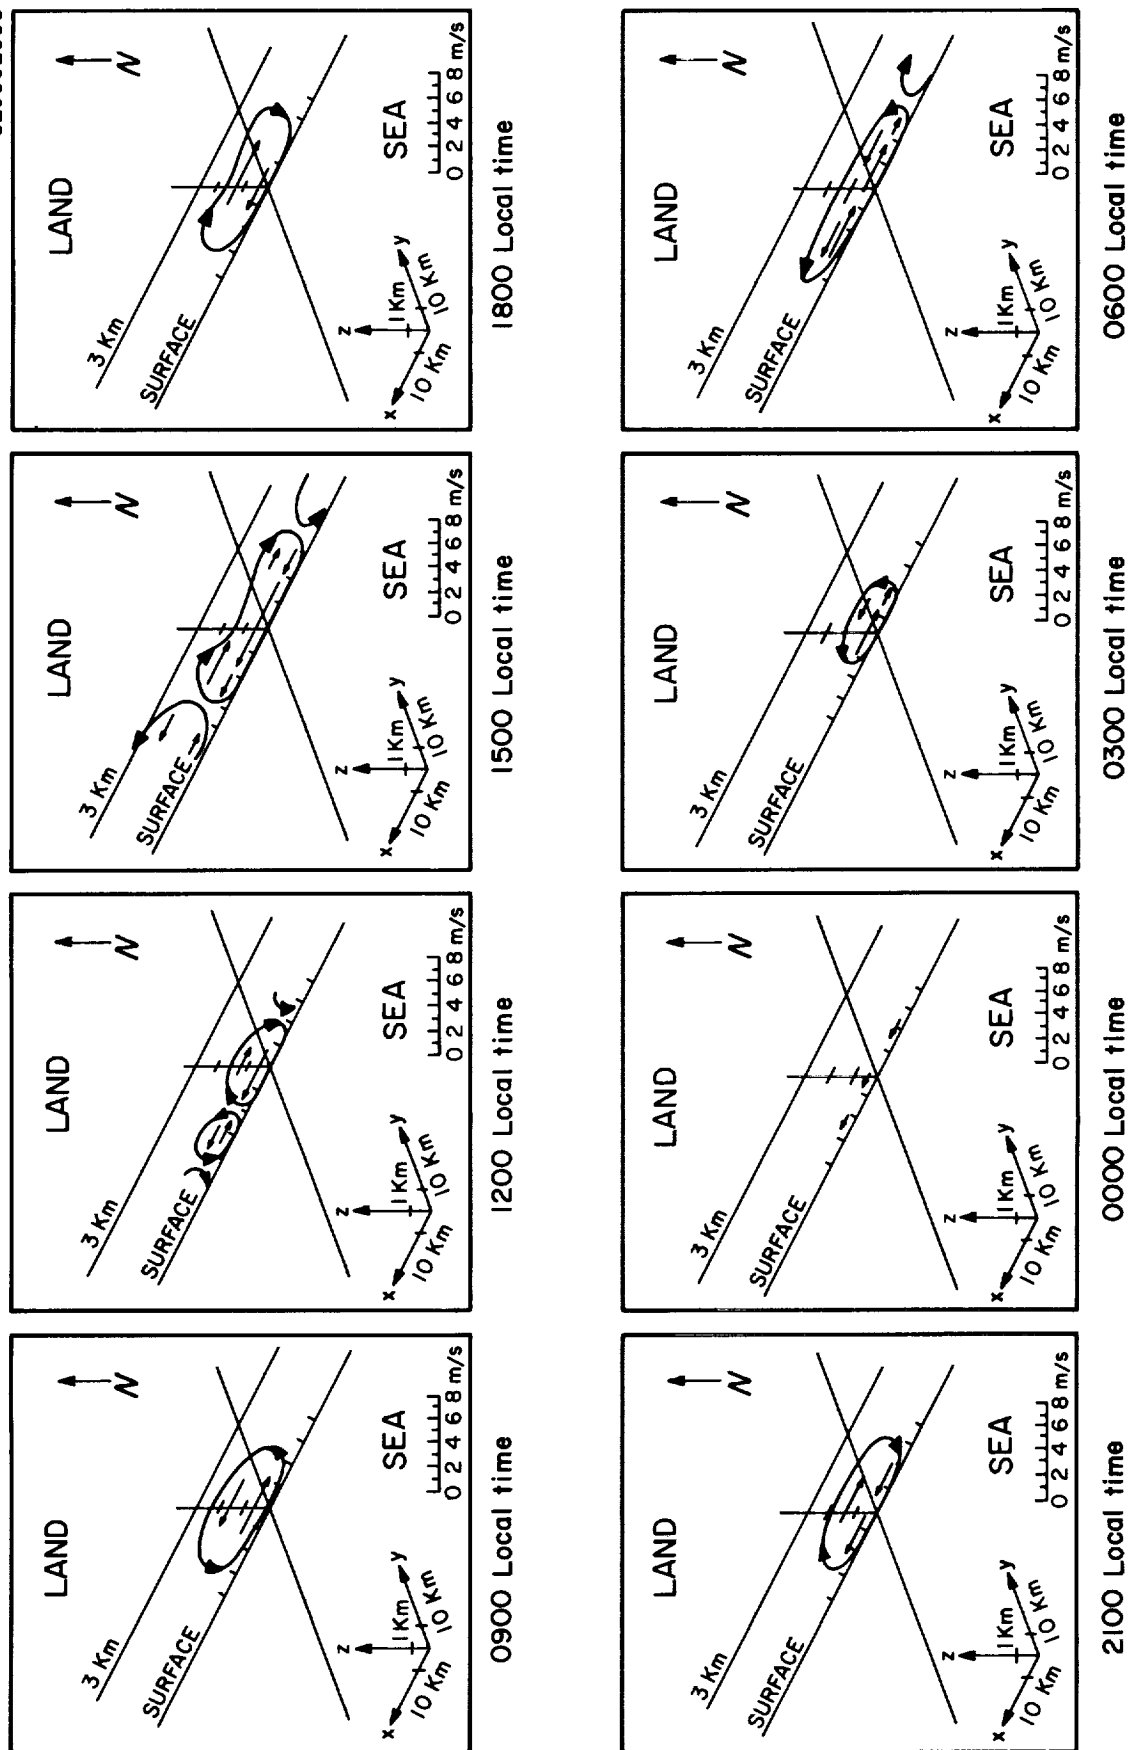 LAND
N
3 Km
SURFACE
SEA
z
x
y
1 Km
10 Km
10 Km
0 2 4 6 8 m/s
0900 Local time
LAND
N
3 Km
SURFACE
SEA
z
x
y
1 Km
10 Km
10 Km
0 2 4 6 8 m/s
1200 Local time
LAND
N
3 Km
SURFACE
SEA
z
x
y
1 Km
10 Km
10 Km
0 2 4 6 8 m/s
1500 Local time
LAND
N
3 Km
SURFACE
SEA
z
x
y
1 Km
10 Km
10 Km
0 2 4 6 8 m/s
1800 Local time
LAND
N
3 Km
SURFACE
SEA
z
x
y
1 Km
10 Km
10 Km
0 2 4 6 8 m/s
2100 Local time
LAND
N
3 Km
SURFACE
SEA
z
x
y
1 Km
10 Km
10 Km
0 2 4 6 8 m/s
0000 Local time
LAND
N
3 Km
SURFACE
SEA
z
x
y
1 Km
10 Km
10 Km
0 2 4 6 8 m/s
0300 Local time
LAND
N
3 Km
SURFACE
SEA
z
x
y
1 Km
10 Km
10 Km
0 2 4 6 8 m/s
0600 Local time